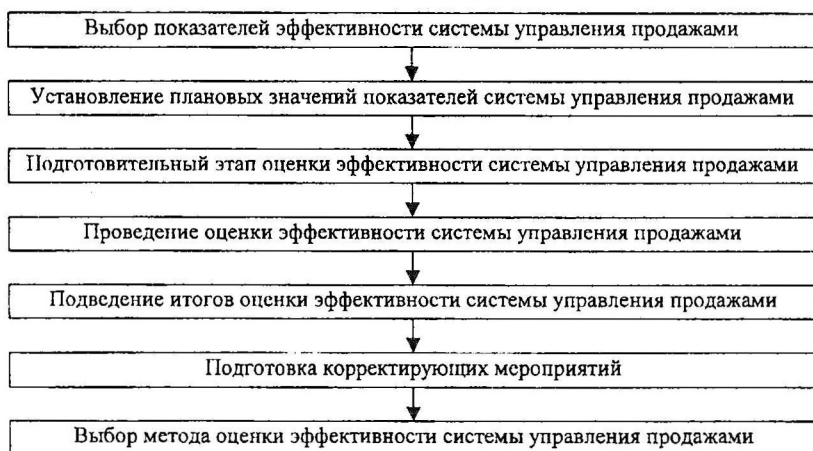 Выбор показателей эффективности системы управления продажами
Установление плановых значений показателей системы управления продажами
Подготовительный этап оценки эффективности системы управления продажами
Проведение оценки эффективности системы управления продажами
Подведение итогов оценки эффективности системы управления продажами
Подготовка корректирующих мероприятий
Выбор метода оценки эффективности системы управления продажами